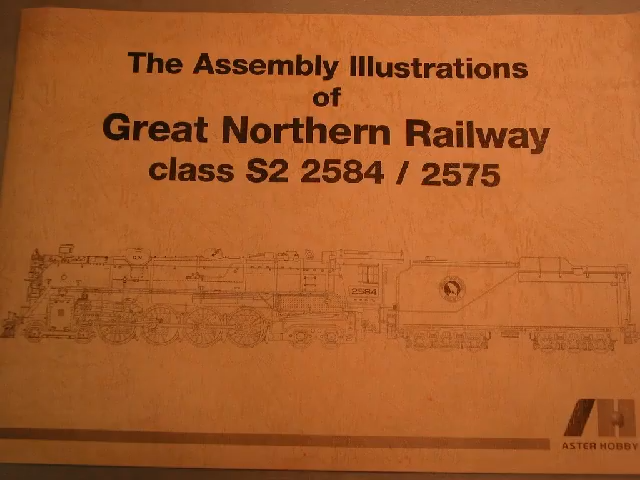 The Assembly Illustrations
of
Great Northern Railway
class S2 2584 / 2575
2584
ASTER HOBBY